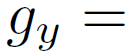 g_y =